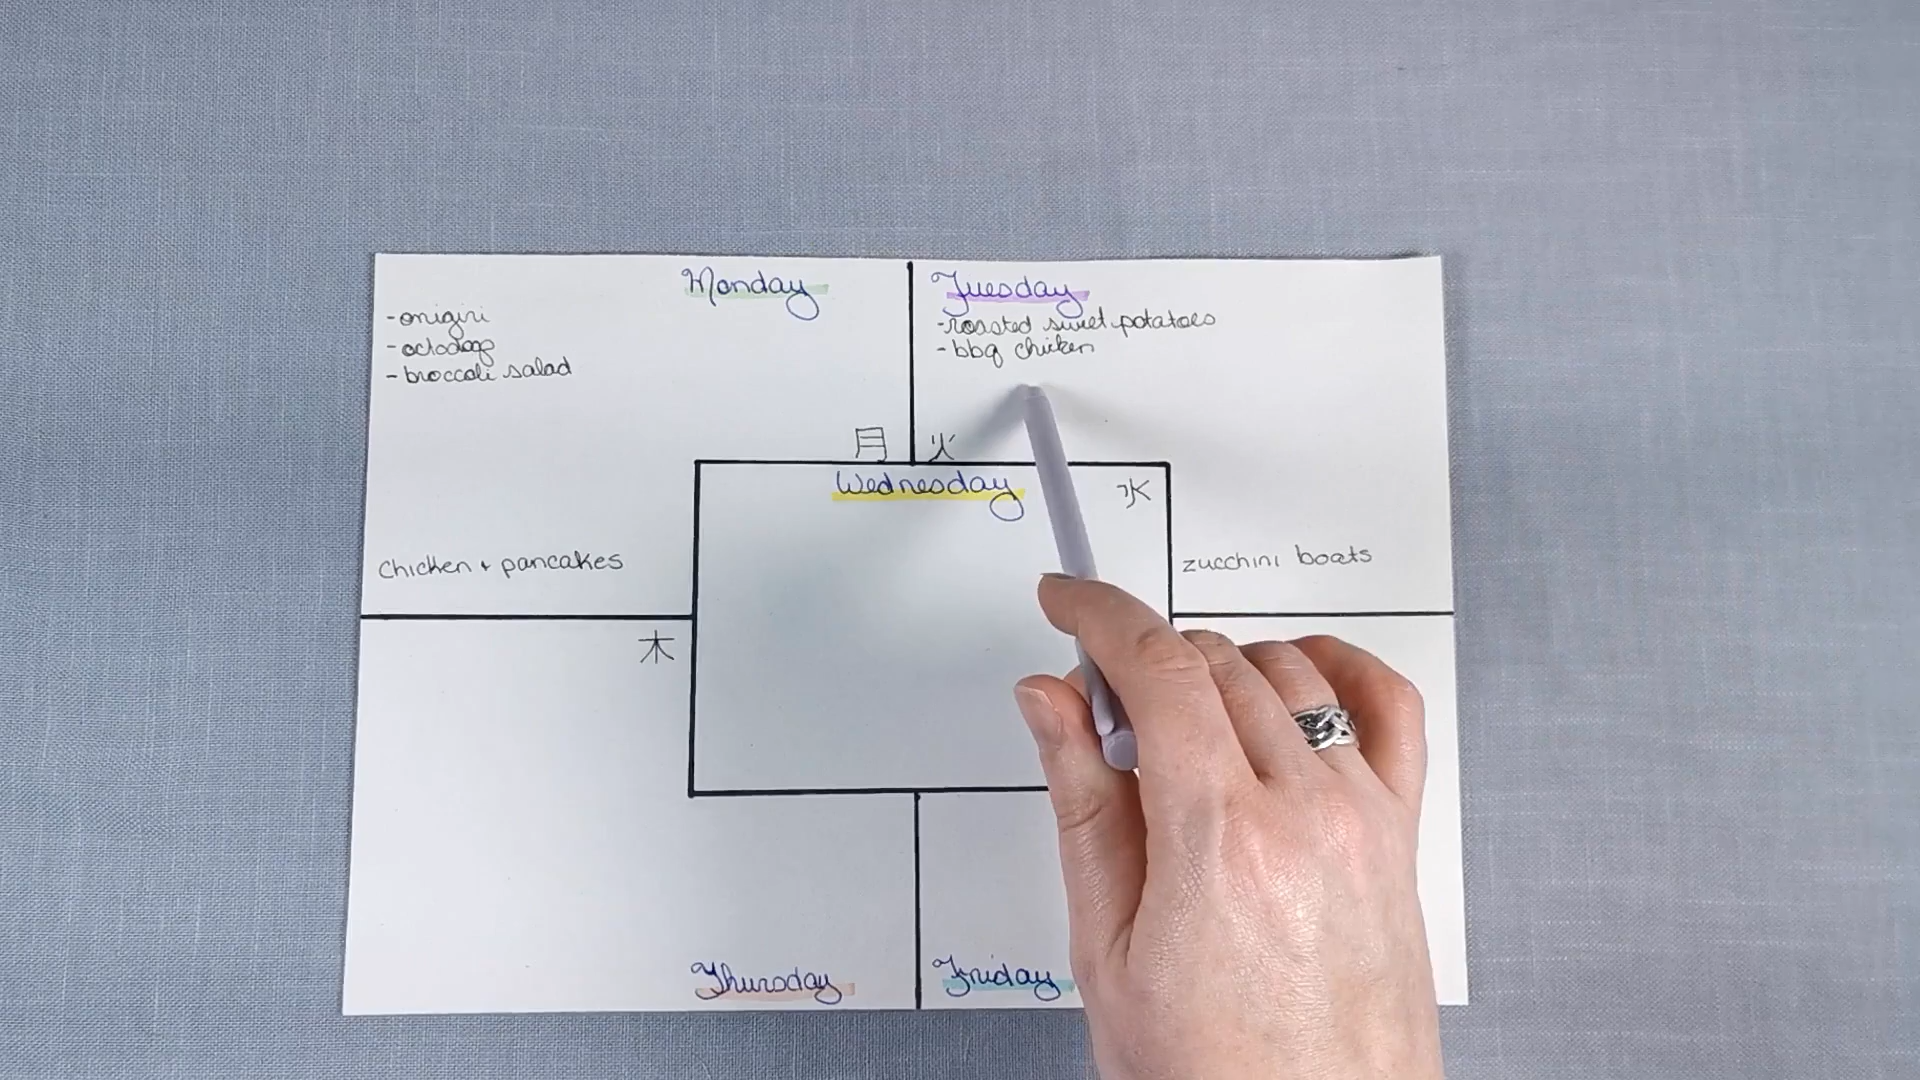 Monday
-onigiri
-octodogs
-broccoli salad
月
chicken + pancakes
Tuesday
-roasted sweet potatoes
-bbq chicken
火
zucchini boats
Wednesday
水
木
Thursday
Friday